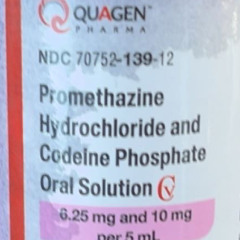 QUAGEN™
PHARMA
NDC 70752-139-12
Promethazine
Hydrochloride and
Codeine Phosphate
Oral Solution CV
6.25 mg and 10 mg
per 5 mL